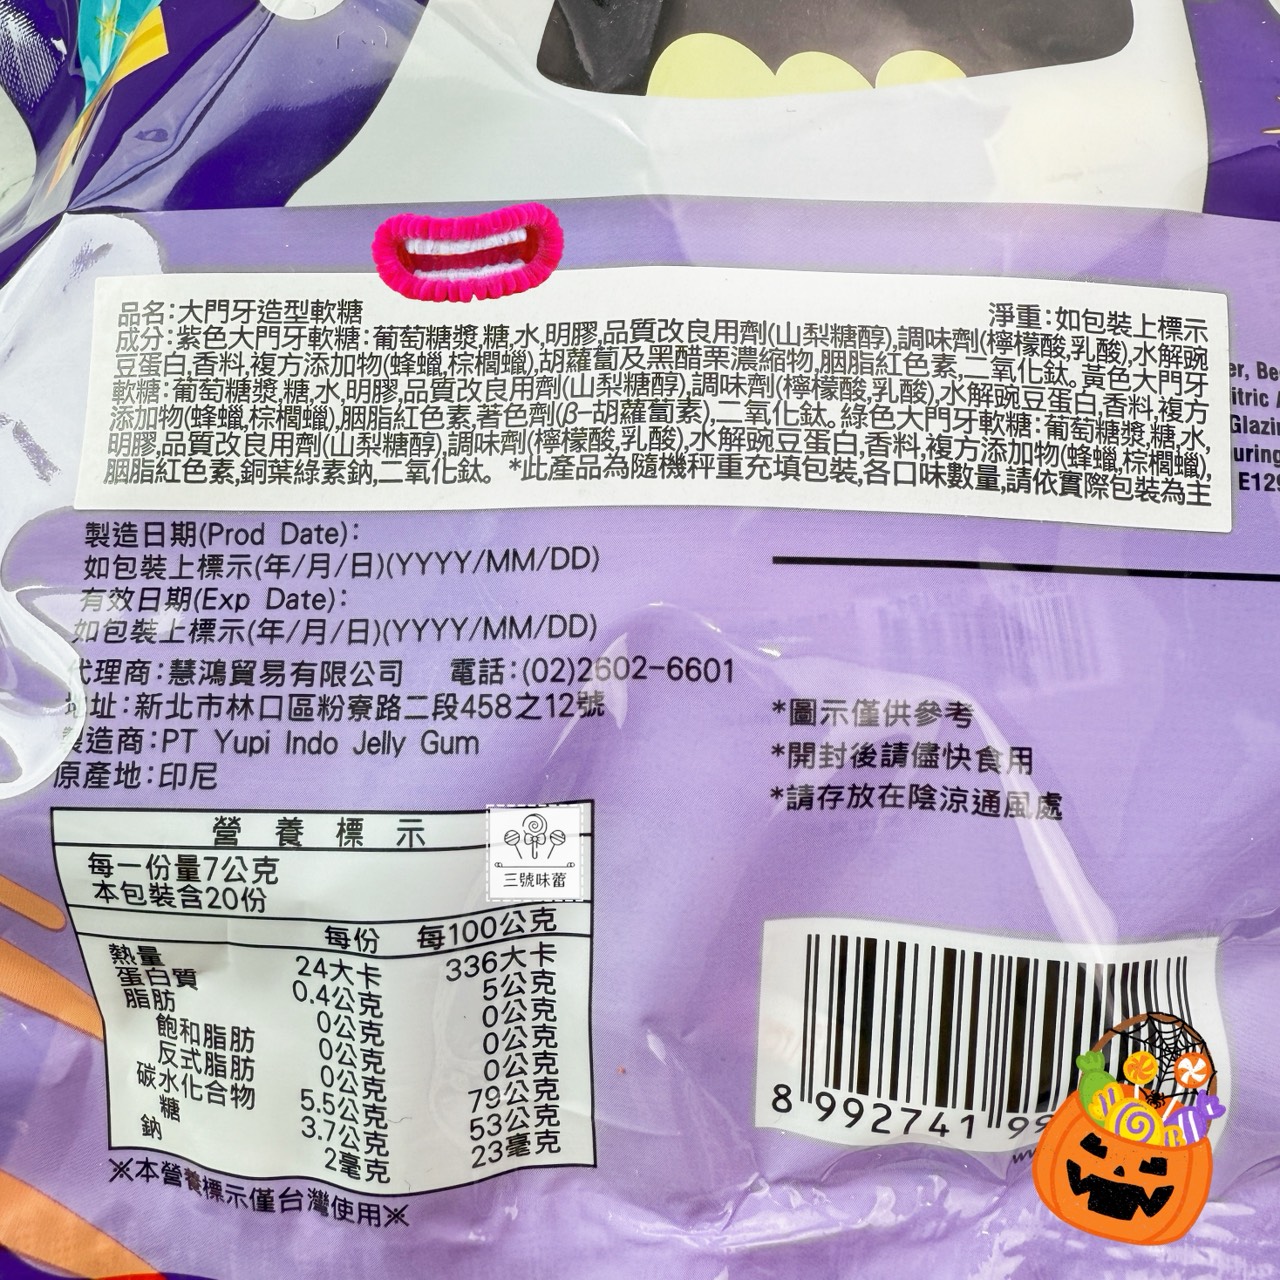 品名:大門牙造型軟糖 淨重:如包裝上標示
成分:紫色大門牙軟糖:葡萄糖漿,糖,水,明膠,品質改良用劑(山梨糖醇),調味劑(檸檬酸,乳酸),水解豌
豆蛋白,香料,複方添加物(蜂蠟,棕櫚蠟),胡蘿蔔及黑醋栗濃縮物,胭脂紅色素,二氧化鈦。黃色大門牙
軟糖:葡萄糖漿,糖,水,明膠,品質改良用劑(山梨糖醇),調味劑(檸檬酸,乳酸),水解豌豆蛋白,香料,複方
添加物(蜂蠟,棕櫚蠟),胭脂紅色素,著色劑(β-胡蘿蔔素),二氧化鈦。綠色大門牙軟糖:葡萄糖漿,糖,水,
明膠,品質改良用劑(山梨糖醇),調味劑(檸檬酸,乳酸),水解豌豆蛋白,香料,複方添加物(蜂蠟,棕櫚蠟),
胭脂紅色素,銅葉綠素鈉,二氧化鈦。 *此產品為隨機秤重充填包裝,各口味數量,請依實際包裝為主
er, Be
itric A
Glazin
uring
E129
製造日期(Prod Date):
如包裝上標示(年/月/日)(YYYY/MM/DD)
有效日期(Exp Date):
如包裝上標示(年/月/日)(YYYY/MM/DD)
代理商:慧鴻貿易有限公司 電話:(02)2602-6601
地址:新北市林口區粉寮路二段458之12號
製造商:PT Yupi Indo Jelly Gum
原產地:印尼
*圖示僅供參考
*開封後請儘快食用
*請存放在陰涼通風處
營養標示
三號味蕾
每一份量7公克
本包裝含20份
每份 每100公克
熱量 24大卡 336大卡
蛋白質 0.4公克 5公克
脂肪 0公克 0公克
飽和脂肪 0公克 0公克
反式脂肪 0公克 0公克
碳水化合物 5.5公克 79公克
糖 3.7公克 53公克
鈉 2毫克 23毫克
※本營養標示僅台灣使用※
8 992741 99